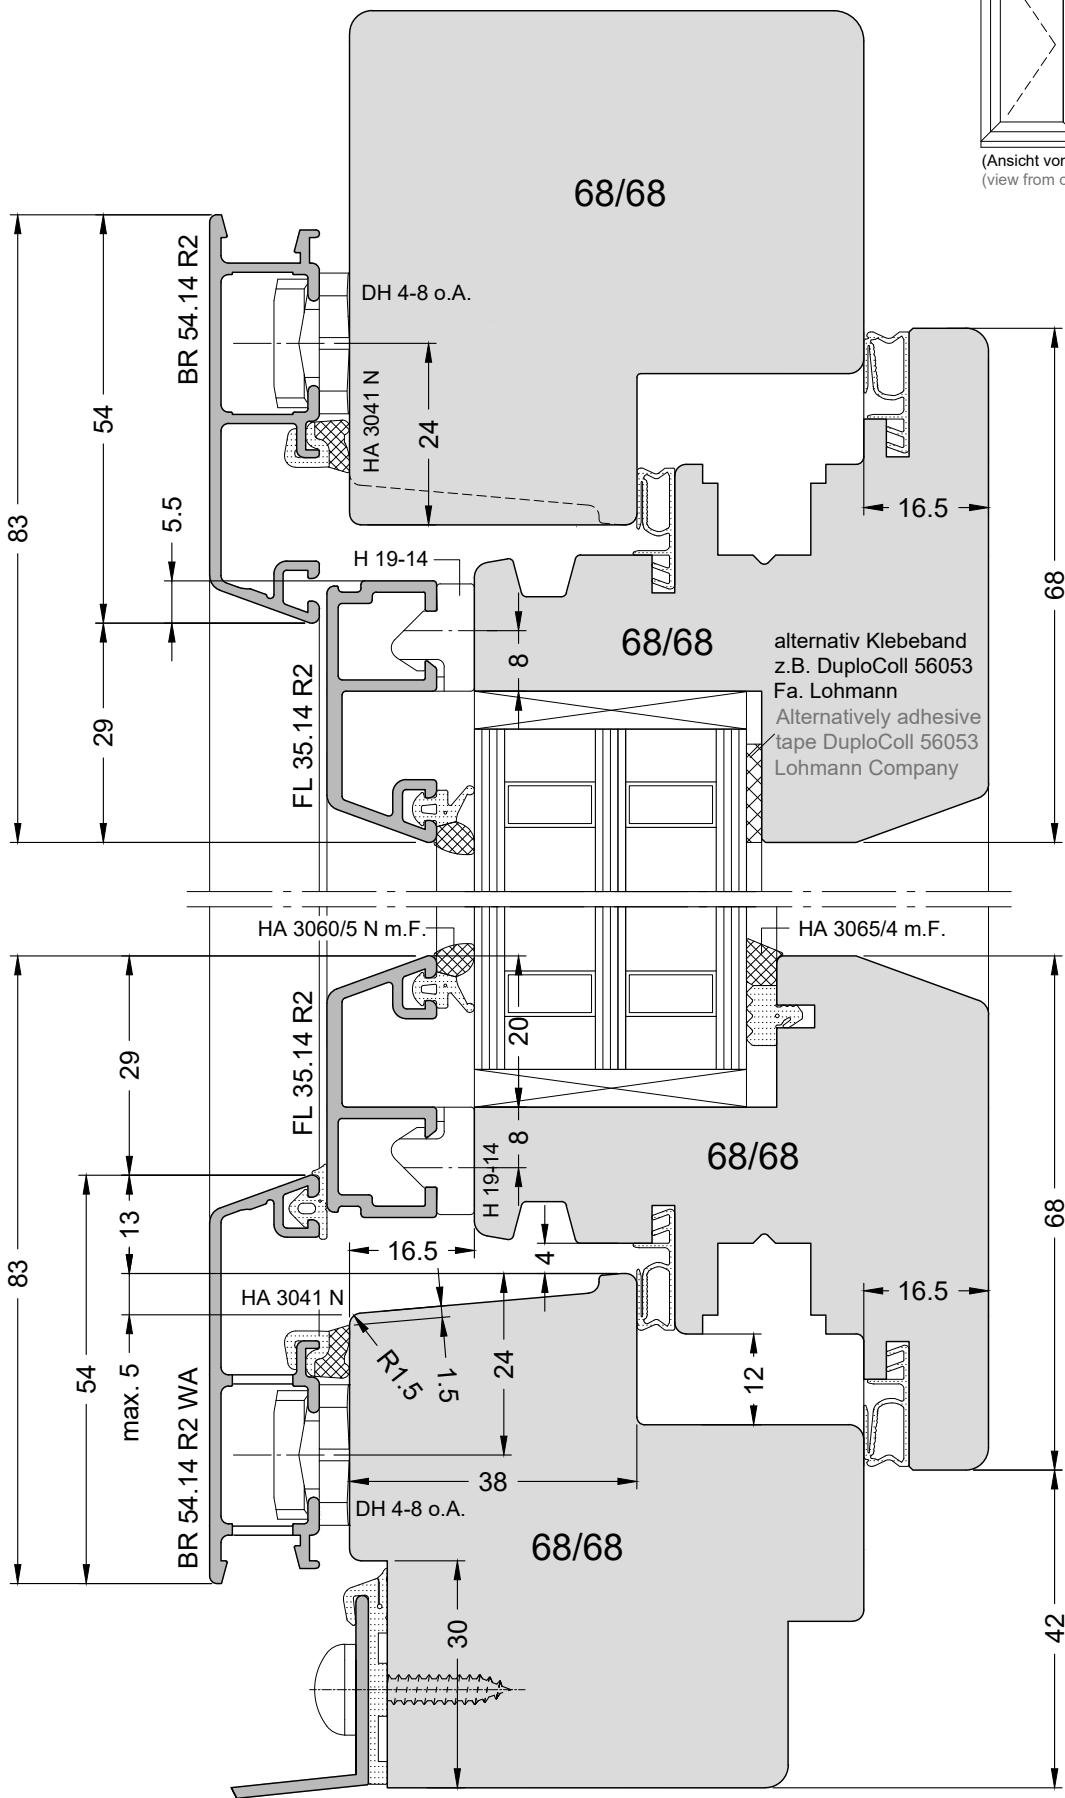 (Ansicht vor
(view from o
68/68
BR 54.14 R2
DH 4-8 o.A.
HA 3041 N
24
54
83
5.5
16.5
68
H 19-14
8
68/68
alternativ Klebeband
z.B. DuploColl 56053
Fa. Lohmann
Alternatively adhesive
tape DuploColl 56053
Lohmann Company
FL 35.14 R2
29
HA 3060/5 N m.F.
HA 3065/4 m.F.
FL 35.14 R2
29
20
8
H 19-14
68/68
68
13
83
16.5
4
16.5
HA 3041 N
max. 5
R1.5
1.5
24
12
54
BR 54.14 R2 WA
38
DH 4-8 o.A.
68/68
30
42